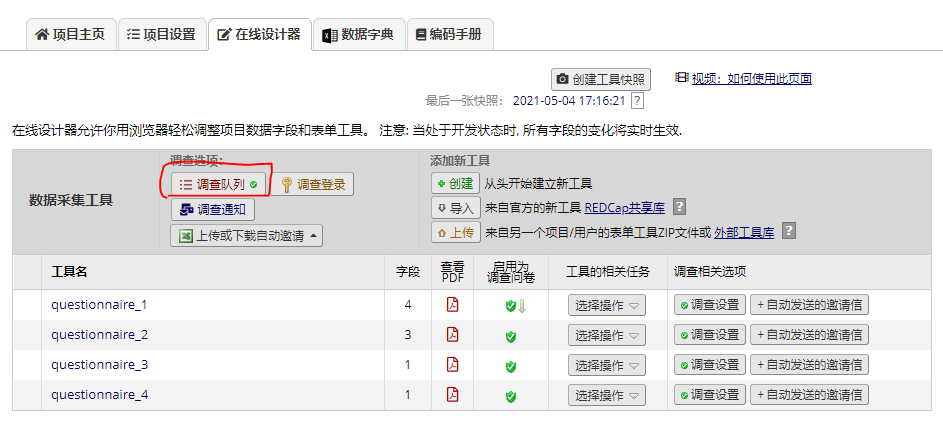 项目主页 项目设置 在线设计器 数据字典 编码手册
创建工具快照 视频：如何使用此页面
最后一张快照： 2021-05-04 17:16:21 ?
在线设计器允许你用浏览器轻松调整项目数据字段和表单工具。 注意: 当处于开发状态时, 所有字段的变化将实时生效.
数据采集工具
调查选项:
调查队列 调查登录
调查通知
上传或下载自动邀请
添加新工具
+ 创建 从头开始建立新工具
导入 来自官方的新工具 REDCap共享库 ?
上传 来自另一个项目/用户的表单工具ZIP文件或 外部工具库 ?
工具名 字段 查看PDF 启用为调查问卷 工具的相关任务 调查相关选项
questionnaire_1 4 选择操作 调查设置 + 自动发送的邀请信
questionnaire_2 3 选择操作 调查设置 + 自动发送的邀请信
questionnaire_3 1 选择操作 调查设置 + 自动发送的邀请信
questionnaire_4 1 选择操作 调查设置 + 自动发送的邀请信